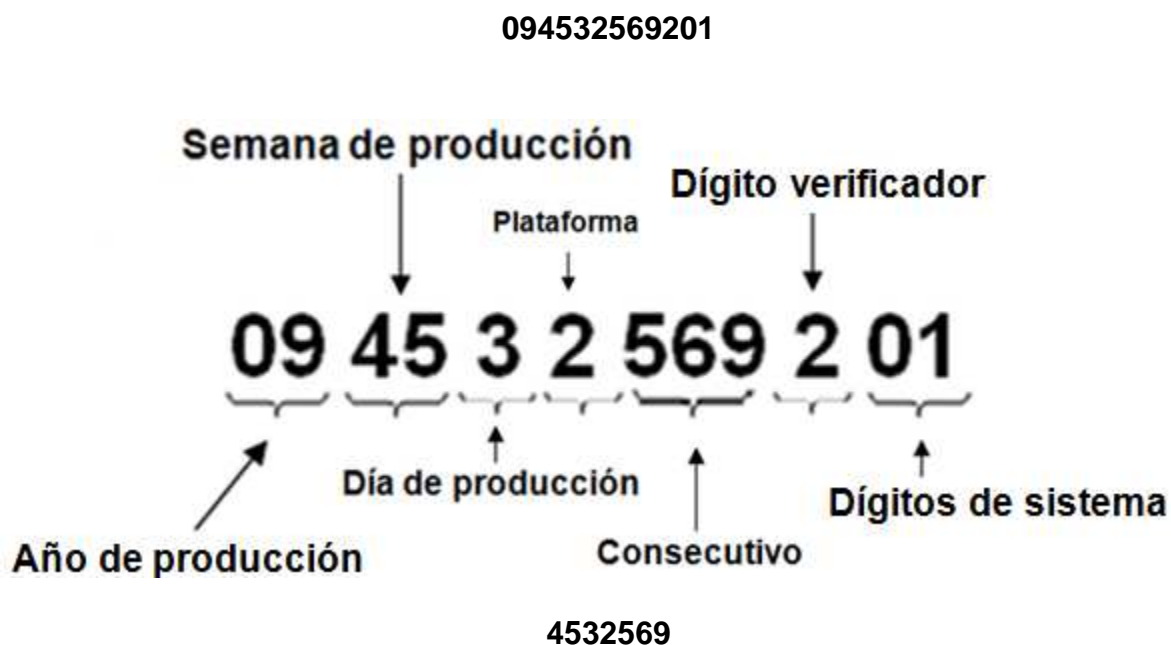 094532569201
Semana de producción
Dígito verificador
Plataforma
09 45 3 2 569 2 01
Día de producción
Dígitos de sistema
Año de producción
Consecutivo
4532569